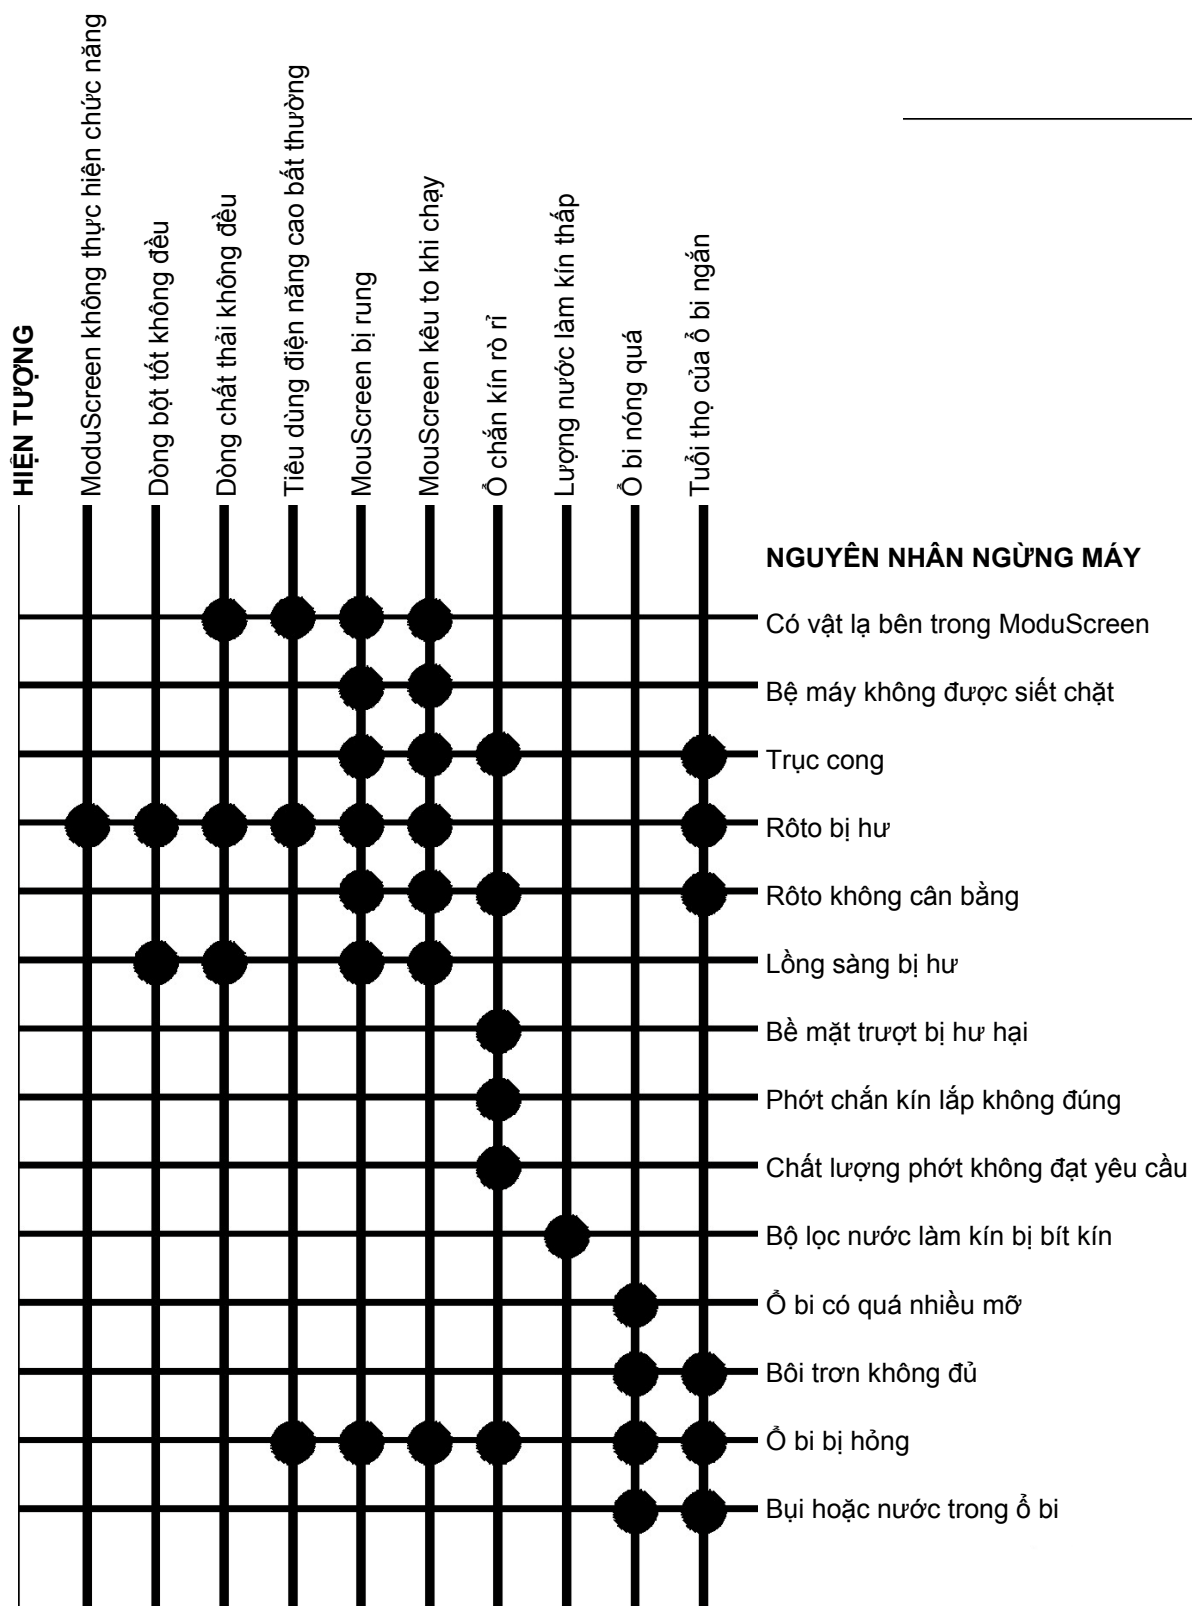 HIỆN TƯỢNG
ModuScreen không thực hiện chức năng
Dòng bột tốt không đều
Dòng chất thải không đều
Tiêu dùng điện năng cao bất thường
MouScreen bị rung
MouScreen kêu to khi chạy
Ổ chắn kín rò rỉ
Lượng nước làm kín thấp
Ổ bi nóng quá
Tuổi thọ của ổ bi ngắn
NGUYÊN NHÂN NGỪNG MÁY
Có vật lạ bên trong ModuScreen
Bệ máy không được siết chặt
Trục cong
Rôto bị hư
Rôto không cân bằng
Lồng sàng bị hư
Bề mặt trượt bị hư hại
Phớt chắn kín lắp không đúng
Chất lượng phớt không đạt yêu cầu
Bộ lọc nước làm kín bị bít kín
Ổ bi có quá nhiều mỡ
Bôi trơn không đủ
Ổ bi bị hỏng
Bụi hoặc nước trong ổ bi